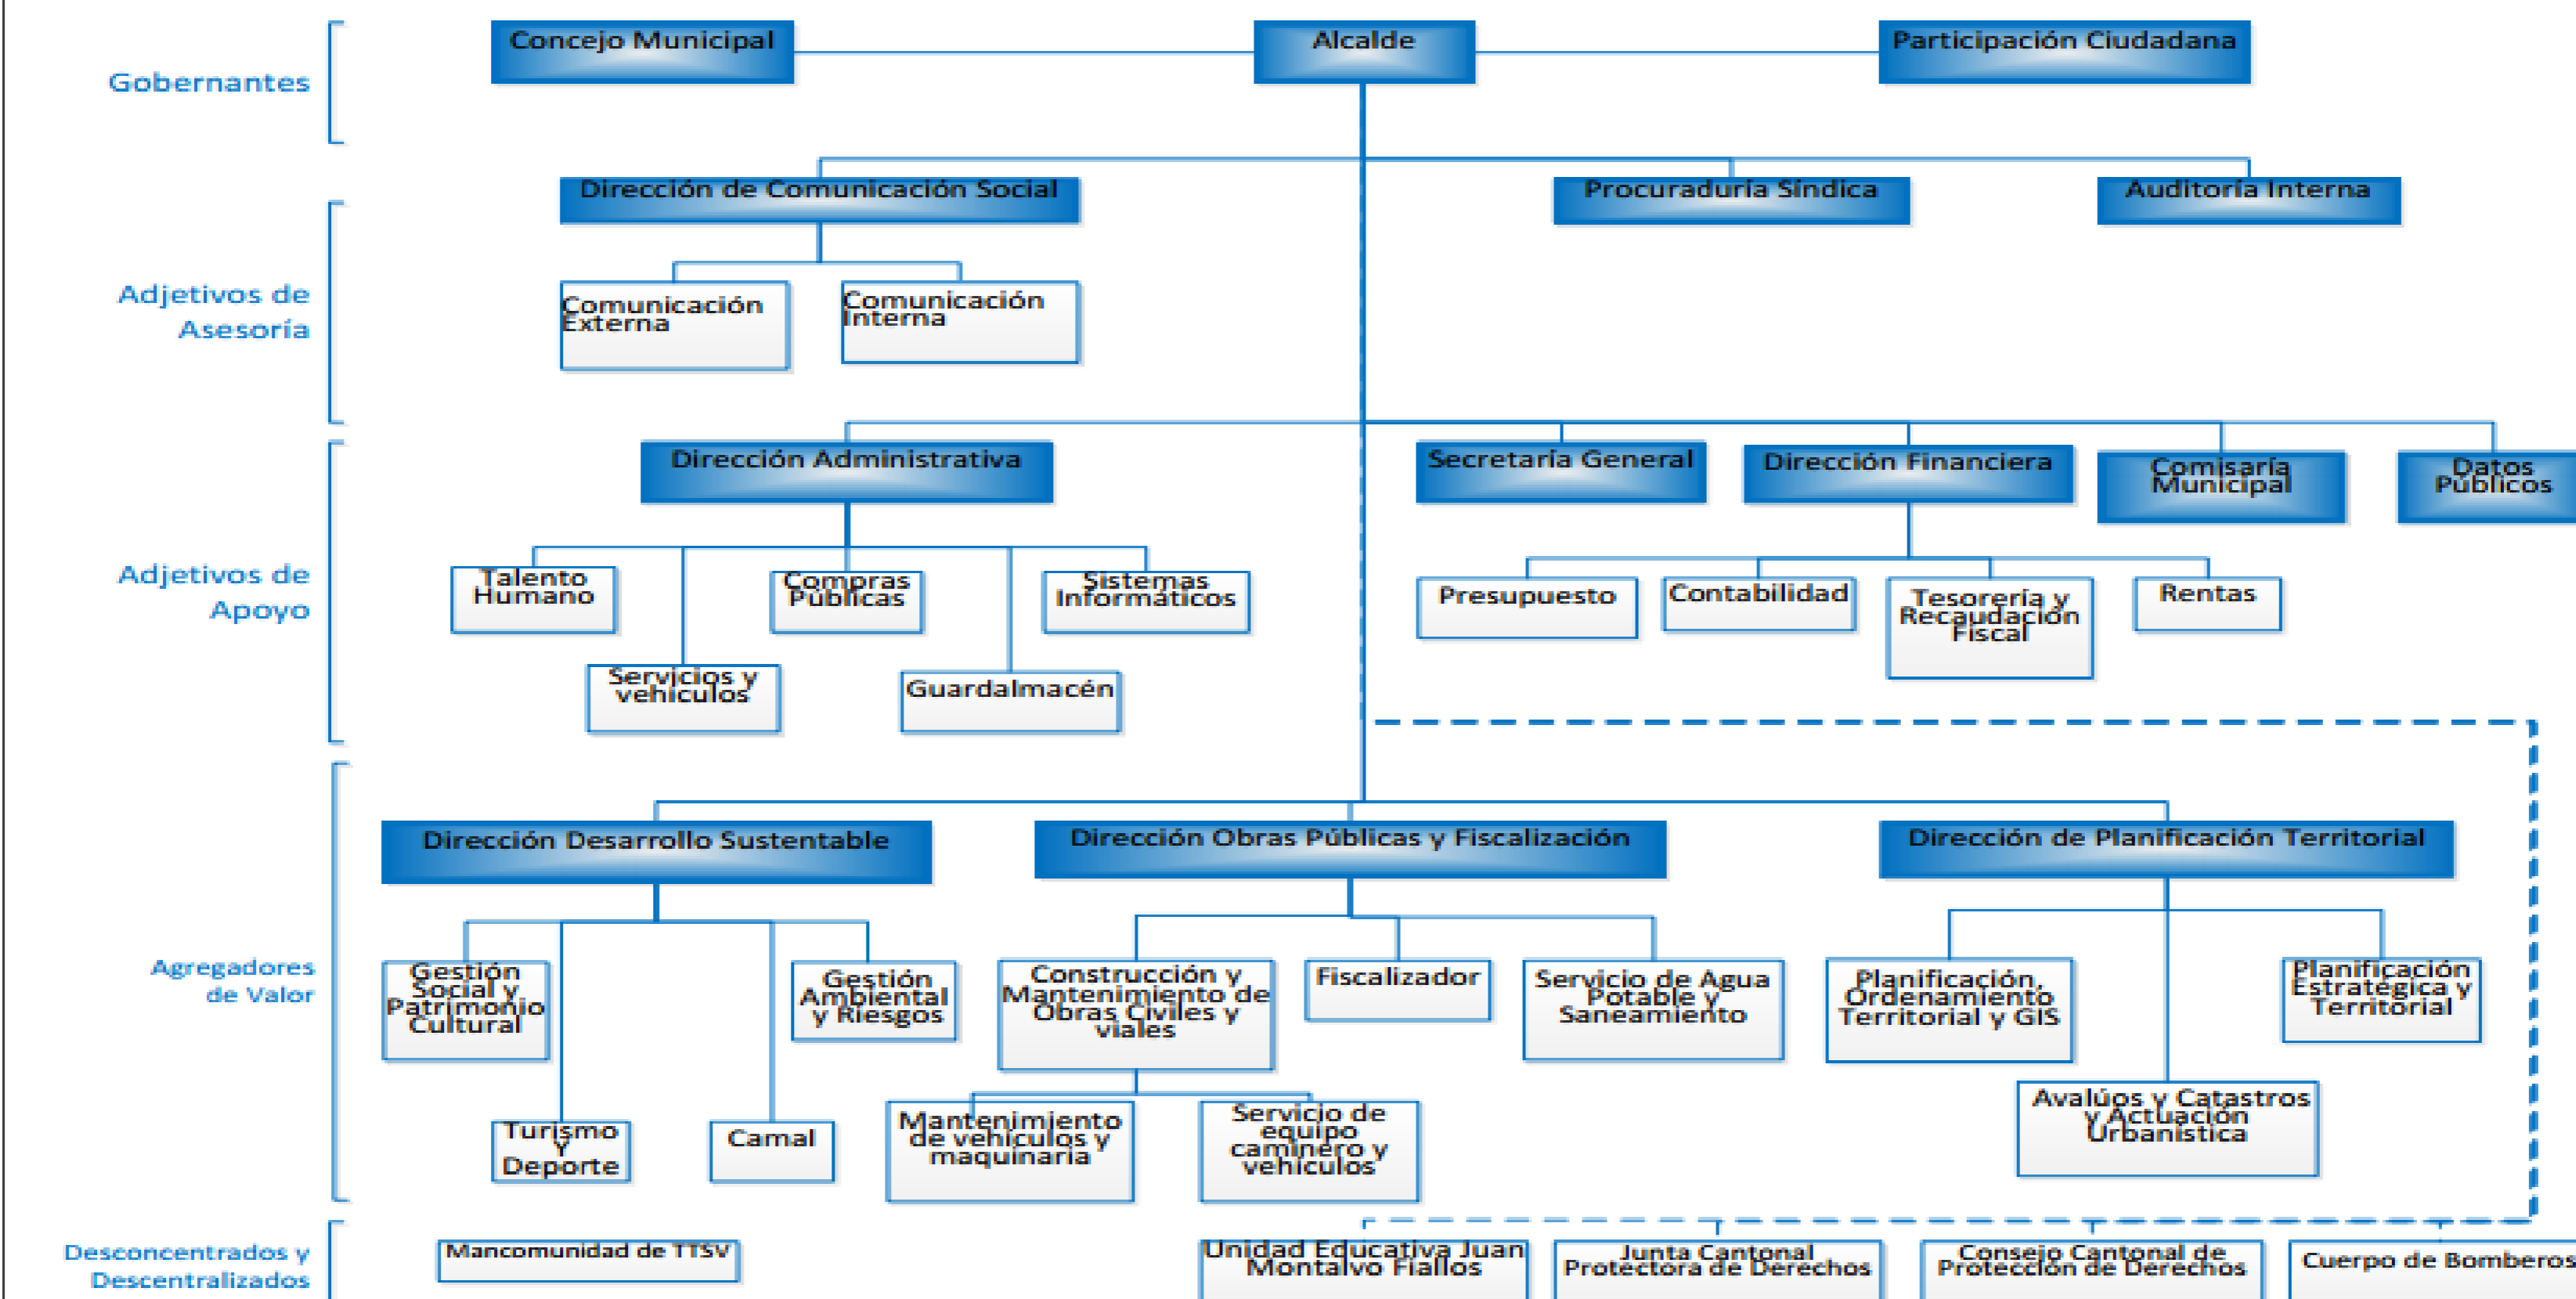 Gobernantes
Concejo Municipal
Alcalde
Participación Ciudadana
Adjetivos de
Asesoría
Dirección de Comunicación Social
Procuraduría Síndica
Auditoría Interna
Comunicación
Externa
Comunicación
Interna
Adjetivos de
Apoyo
Dirección Administrativa
Secretaría General
Dirección Financiera
Comisaría
Municipal
Datos
Públicos
Talento
Humano
Compras
Públicas
Sistemas
Informáticos
Servicios y
vehículos
Guardalmacén
Presupuesto
Contabilidad
Tesorería y
Recaudación
Fiscal
Rentas
Agregadores
de Valor
Dirección Desarrollo Sustentable
Dirección Obras Públicas y Fiscalización
Dirección de Planificación Territorial
Gestión
Social y
Patrimonio
Cultural
Gestión
Ambiental
y Riesgos
Turismo
y
Deporte
Camal
Construcción y
Mantenimiento de
Obras Civiles y
viales
Fiscalizador
Servicio de Agua
Potable y
Saneamiento
Mantenimiento
de vehículos y
maquinaria
Servicio de
equipo
caminero y
vehículos
Planificación,
Ordenamiento
Territorial y GIS
Planificación
Estratégica y
Territorial
Avalúos y Catastros
y Actuación
Urbanística
Desconcentrados y
Descentralizados
Mancomunidad de TTSV
Unidad Educativa Juan
Montalvo Fiallos
Junta Cantonal
Protectora de Derechos
Consejo Cantonal de
Protección de Derechos
Cuerpo de Bomberos